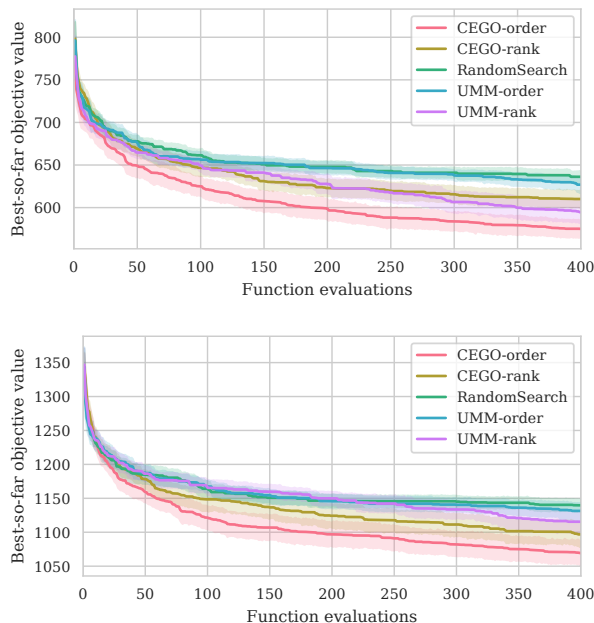 Best-so-far objective value
800
750
700
650
600
CEGO-order
CEGO-rank
RandomSearch
UMM-order
UMM-rank
0 50 100 150 200 250 300 350 400
Function evaluations
Best-so-far objective value
1350
1300
1250
1200
1150
1100
1050
CEGO-order
CEGO-rank
RandomSearch
UMM-order
UMM-rank
0 50 100 150 200 250 300 350 400
Function evaluations